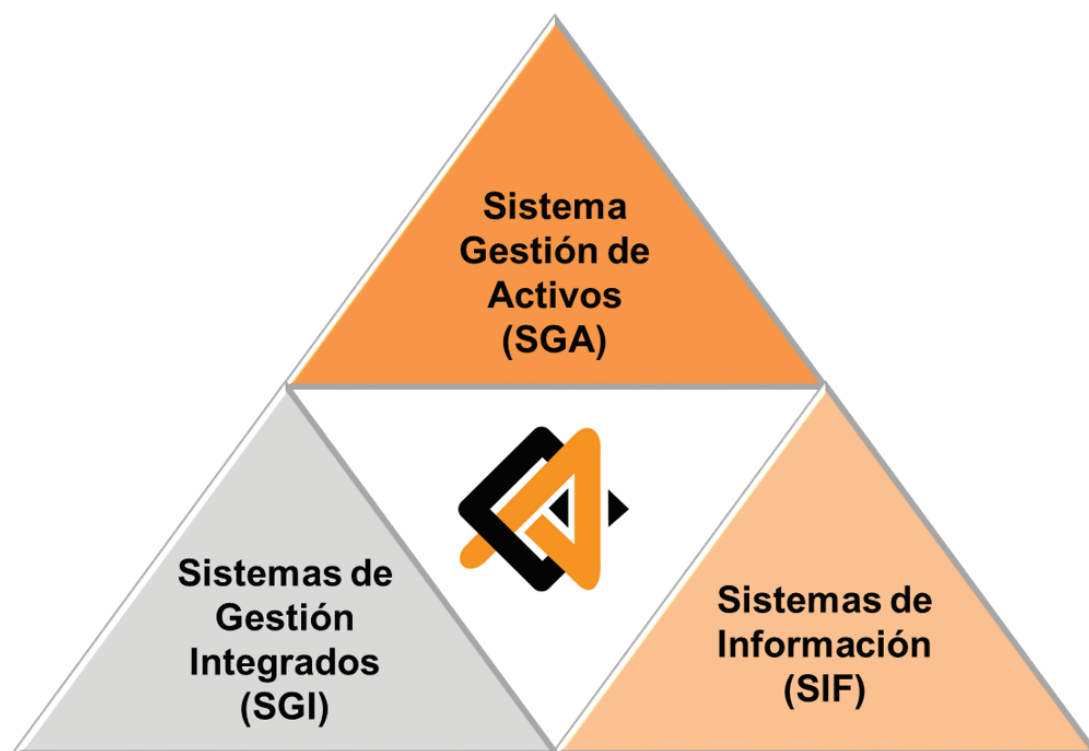 Sistema
Gestión de
Activos
(SGA)
Sistemas de
Gestión
Integrados
(SGI)
Sistemas de
Información
(SIF)